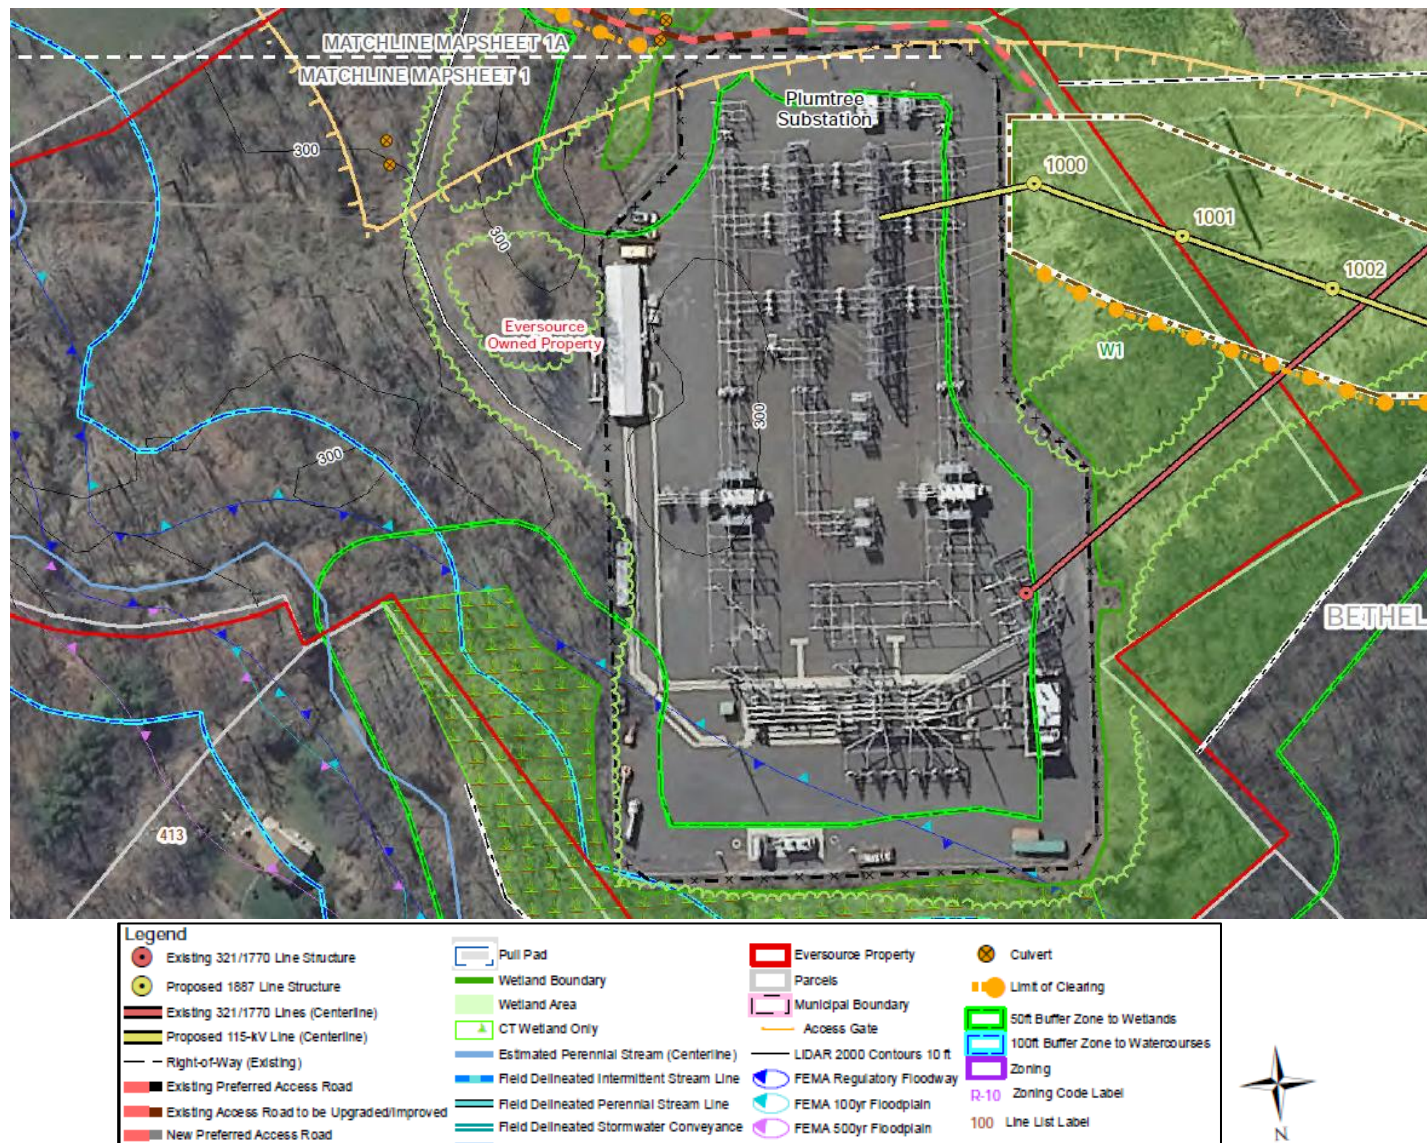 MATCHLINE MAPSHEET 1A
MATCHLINE MAPSHEET 1
Plumtree
Substation
300
1000
1001
1002
300
Eversource
Owned Property
W1
300
300
BETHEL
413
Legend
Existing 321/1770 Line Structure
Proposed 1887 Line Structure
Existing 321/1770 Lines (Centerline)
Proposed 115-kV Line (Centerline)
Right-of-Way (Existing)
Existing Preferred Access Road
Existing Access Road to be Upgraded/Improved
New Preferred Access Road
Pull Pad
Wetland Boundary
Wetland Area
CT Wetland Only
Estimated Perennial Stream (Centerline)
Field Delineated Intermittent Stream Line
Field Delineated Perennial Stream Line
Field Delineated Stormwater Conveyance
Eversource Property
Parcels
Municipal Boundary
Access Gate
LIDAR 2000 Contours 10 ft
FEMA Regulatory Floodway
FEMA 100yr Floodplain
FEMA 500yr Floodplain
Culvert
Limit of Clearing
50ft Buffer Zone to Wetlands
100ft Buffer Zone to Watercourses
Zoning
R-10 Zoning Code Label
100 Line List Label
N